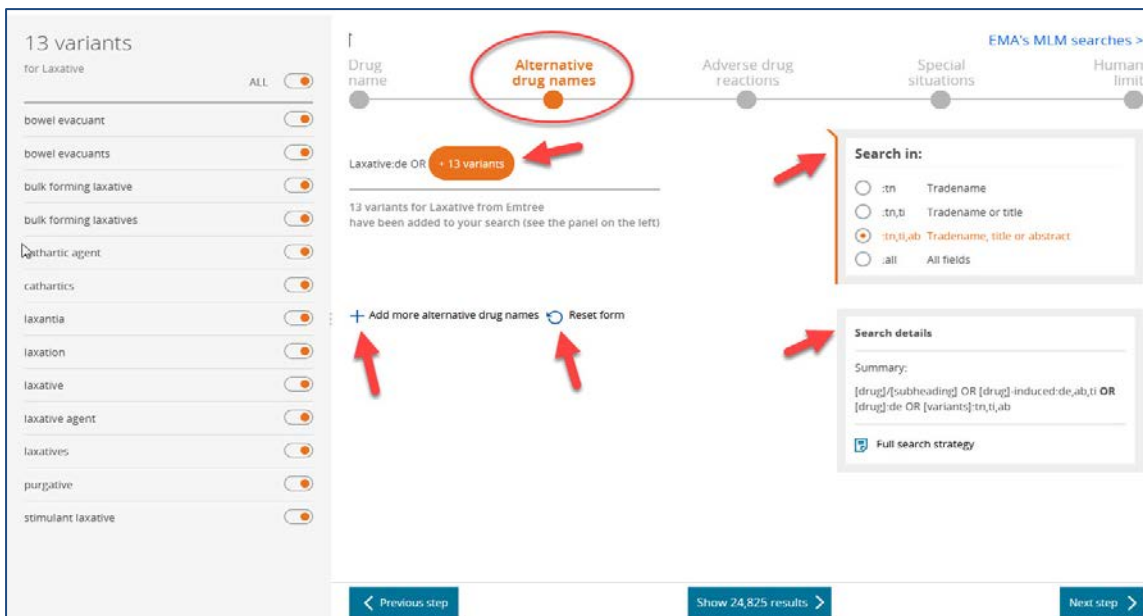 13 variants
for Laxative
ALL
bowel evacuant
bowel evacuants
bulk forming laxative
bulk forming laxatives
cathartic agent
cathartics
laxantia
laxation
laxative
laxative agent
laxatives
purgative
stimulant laxative
EMA's MLM searches >
Drug
name
Alternative
drug names
Adverse drug
reactions
Special
situations
Human
limit
Laxative:de OR + 13 variants
13 variants for Laxative from Emtree
have been added to your search (see the panel on the left)
+ Add more alternative drug names Reset form
Search in:
:tn Tradename
:tn,ti Tradename or title
:tn,ti,ab Tradename, title or abstract
:all All fields
Search details
Summary:
[drug]/[subheading] OR [drug]-induced:de,ab,ti OR
[drug]:de OR [variants]:tn,ti,ab
Full search strategy
< Previous step
Show 24,825 results >
Next step >